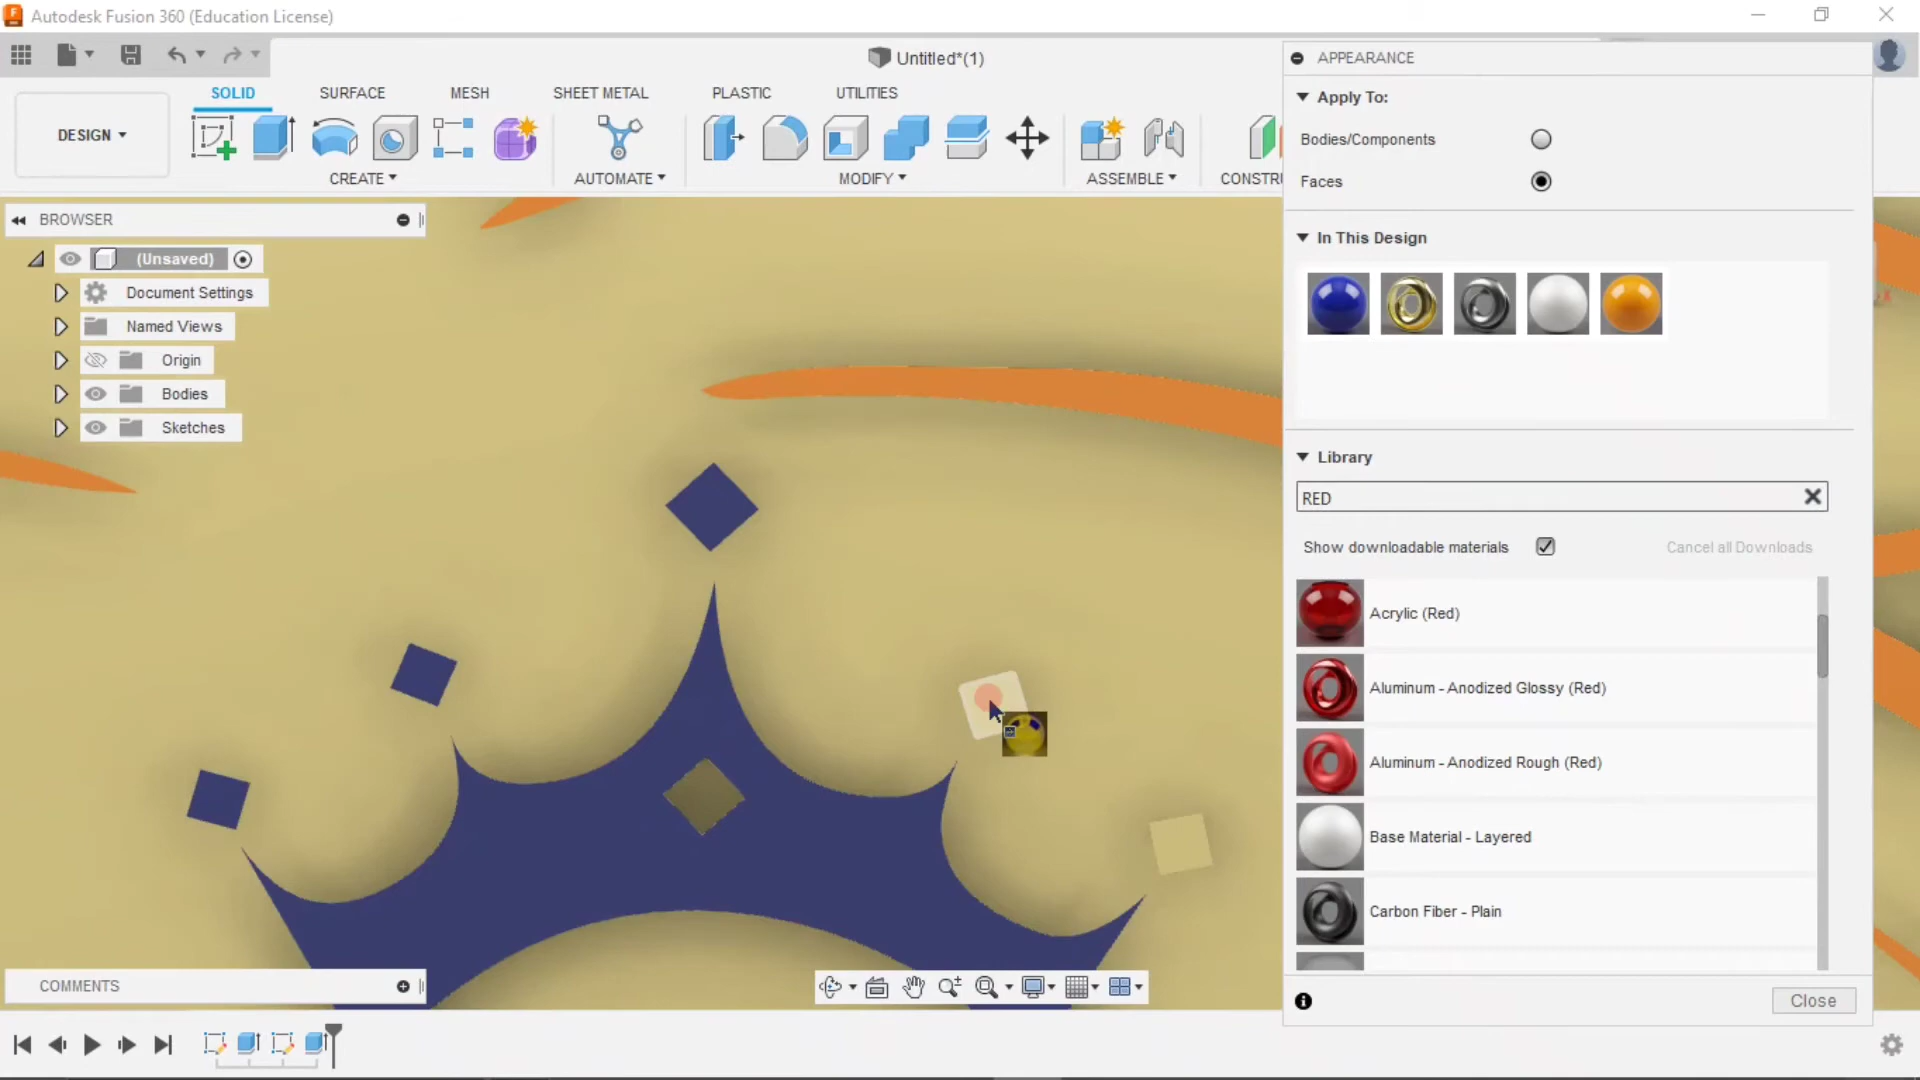 Autodesk Fusion 360 (Education License)
Untitled*(1)
SOLID SURFACE MESH SHEET METAL PLASTIC UTILITIES
DESIGN
CREATE AUTOMATE MODIFY ASSEMBLE CONSTRU
BROWSER
(Unsaved)
Document Settings
Named Views
Origin
Bodies
Sketches
COMMENTS
APPEARANCE
Apply To:
Bodies/Components
Faces
In This Design
Library
RED
Show downloadable materials Cancel all Downloads
Acrylic (Red)
Aluminum - Anodized Glossy (Red)
Aluminum - Anodized Rough (Red)
Base Material - Layered
Carbon Fiber - Plain
Close